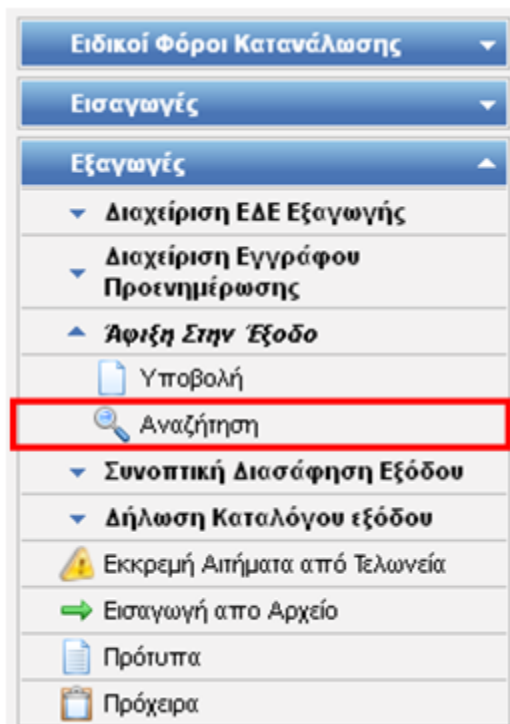 Ειδικοί Φόροι Κατανάλωσης
Εισαγωγές
Εξαγωγές
Διαχείριση ΕΔΕ Εξαγωγής
Διαχείριση Εγγράφου
Προενημέρωσης
Άφιξη Στην Έξοδο
Υποβολή
Αναζήτηση
Συνοπτική Διασάφηση Εξόδου
Δήλωση Καταλόγου εξόδου
Εκκρεμή Αιτήματα από Τελωνεία
Εισαγωγή απο Αρχείο
Πρότυπα
Πρόχειρα